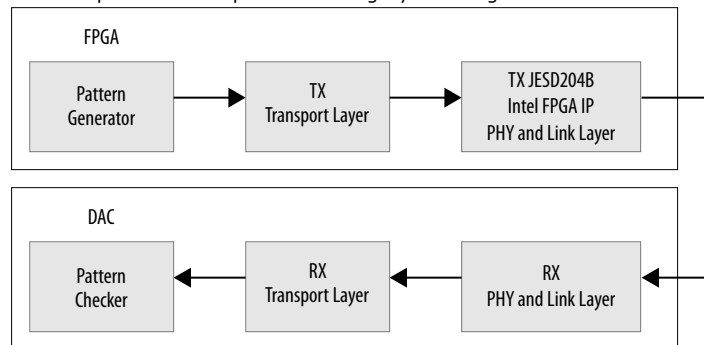 FPGA
Pattern
Generator
TX
Transport Layer
TX JESD204B
Intel FPGA IP
PHY and Link Layer
DAC
Pattern
Checker
RX
Transport Layer
RX
PHY and Link Layer